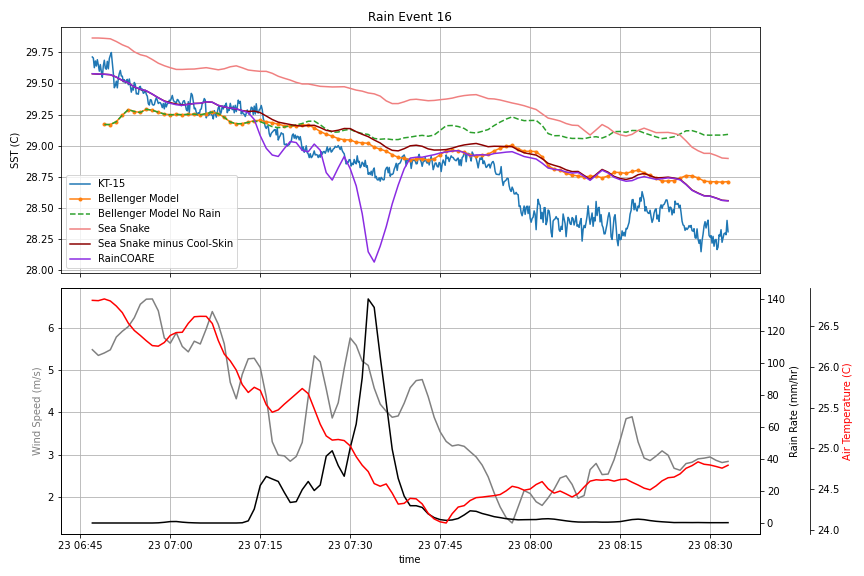 Rain Event 16
SST (C)
29.75
29.50
29.25
29.00
28.75
28.50
28.25
28.00
KT-15
Bellenger Model
Bellenger Model No Rain
Sea Snake
Sea Snake minus Cool-Skin
RainCOARE
Wind Speed (m/s)
6
5
4
3
2
140
120
100
80
60
40
20
0
Rain Rate (mm/hr)
26.5
26.0
25.5
25.0
24.5
24.0
Air Temperature (C)
23 06:45 23 07:00 23 07:15 23 07:30 23 07:45 23 08:00 23 08:15 23 08:30
time